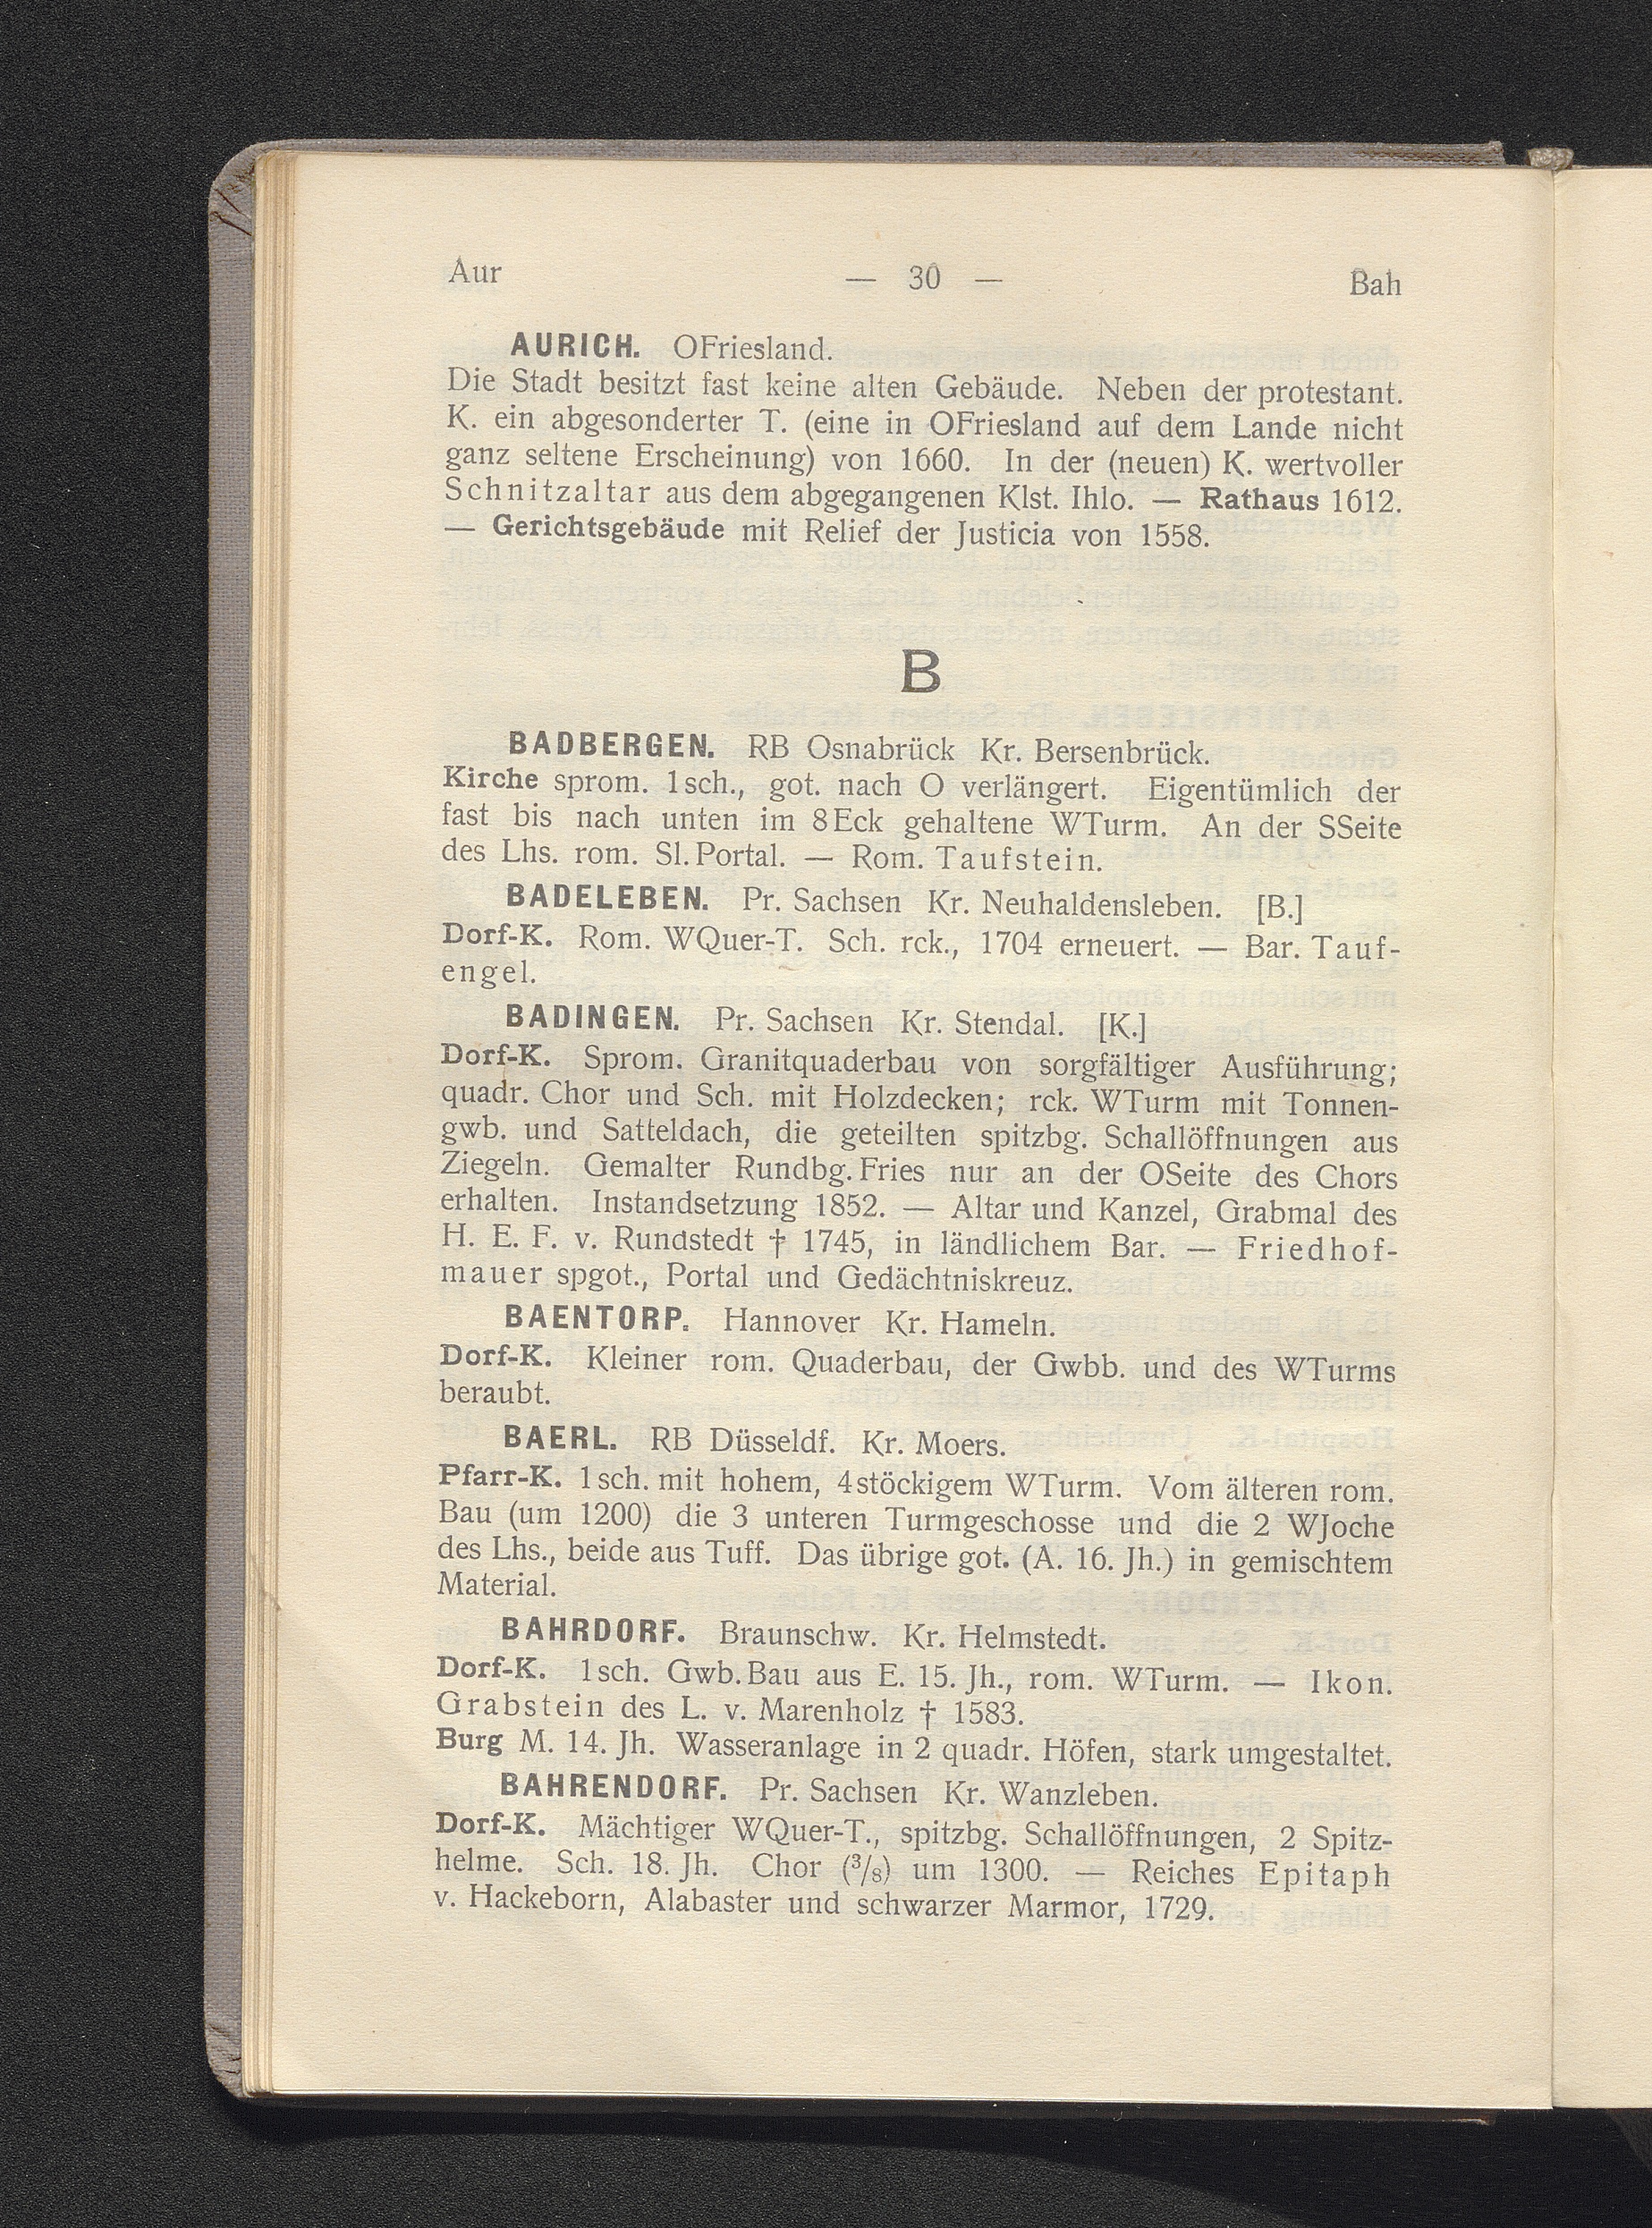 Aur — 30 — Bah
AURICH. OFriesland.
Die Stadt besitzt fast keine alten Gebäude. Neben der protestant.
K. ein abgesonderter T. (eine in OFriesland auf dem Lande nicht
ganz seltene Erscheinung) von 1660. In der (neuen) K. wertvoller
Schnitzaltar aus dem abgegangenen Klst. Ihlo. — Rathaus 1612.
— Gerichtsgebäude mit Relief der Justicia von 1558.
B
BADBERGEN. RB Osnabrück Kr. Bersenbrück.
Kirche sprom. 1sch., got. nach O verlängert. Eigentümlich der
fast bis nach unten im 8Eck gehaltene WTurm. An der SSeite
des Lhs. rom. Sl.Portal. — Rom. Taufstein.
BADELEBEN. Pr. Sachsen Kr. Neuhaldensleben. [B.]
Dorf-K. Rom. WQuer-T. Sch. rck., 1704 erneuert. — Bar. Tauf-
engel.
BADINGEN. Pr. Sachsen Kr. Stendal. [K.]
Dorf-K. Sprom. Granitquaderbau von sorgfältiger Ausführung;
quadr. Chor und Sch. mit Holzdecken; rck. WTurm mit Tonnen-
gwb. und Satteldach, die geteilten spitzbg. Schallöffnungen aus
Ziegeln. Gemalter Rundbg.Fries nur an der OSeite des Chors
erhalten. Instandsetzung 1852. — Altar und Kanzel, Grabmal des
H. E. F. v. Rundstedt † 1745, in ländlichem Bar. — Friedhof-
mauer spgot., Portal und Gedächtniskreuz.
BAENTORP. Hannover Kr. Hameln.
Dorf-K. Kleiner rom. Quaderbau, der Gwbb. und des WTurms
beraubt.
BAERL. RB Düsseldf. Kr. Moers.
Pfarr-K. 1sch. mit hohem, 4stöckigem WTurm. Vom älteren rom.
Bau (um 1200) die 3 unteren Turmgeschosse und die 2 WJoche
des Lhs., beide aus Tuff. Das übrige got. (A. 16. Jh.) in gemischtem
Material.
BAHRDORF. Braunschw. Kr. Helmstedt.
Dorf-K. 1sch. Gwb.Bau aus E. 15. Jh., rom. WTurm. — Ikon.
Grabstein des L. v. Marenholz † 1583.
Burg M. 14. Jh. Wasseranlage in 2 quadr. Höfen, stark umgestaltet.
BAHRENDORF. Pr. Sachsen Kr. Wanzleben.
Dorf-K. Mächtiger WQuer-T., spitzbg. Schallöffnungen, 2 Spitz-
helme. Sch. 18. Jh. Chor (3/8) um 1300. — Reiches Epitaph
v. Hackeborn, Alabaster und schwarzer Marmor, 1729.